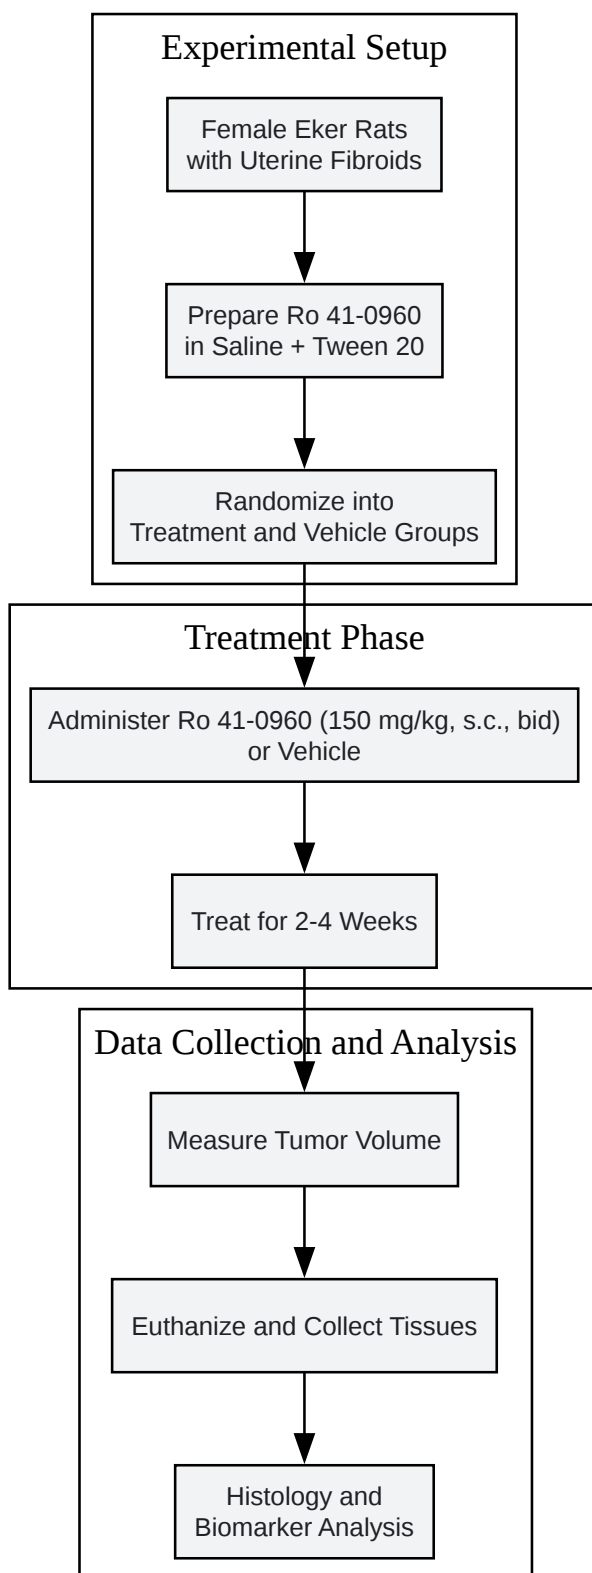 Experimental Setup
Female Eker Rats
with Uterine Fibroids
Prepare Ro 41-0960
in Saline + Tween 20
Randomize into
Treatment and Vehicle Groups
Treatment Phase
Administer Ro 41-0960 (150 mg/kg, s.c., bid)
or Vehicle
Treat for 2-4 Weeks
Data Collection and Analysis
Measure Tumor Volume
Euthanize and Collect Tissues
Histology and
Biomarker Analysis